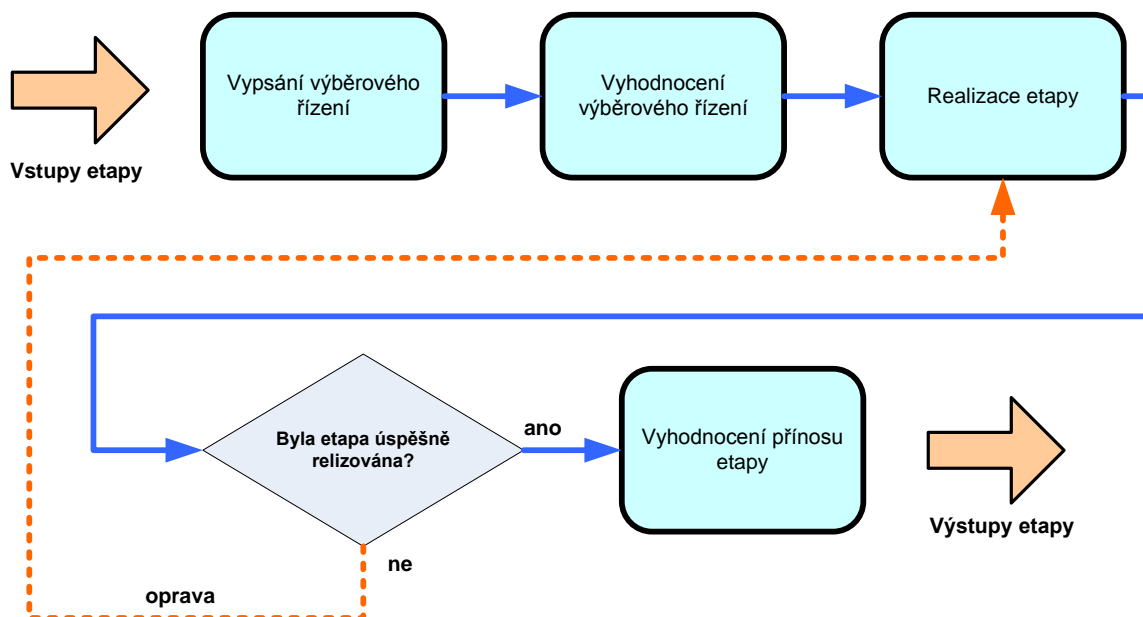 Vypsání výběrového
řízení
Vyhodnocení
výběrového řízení
Realizace etapy
Vstupy etapy
Byla etapa úspěšně
relizována?
ano
Vyhodnocení přínosu
etapy
Výstupy etapy
ne
oprava